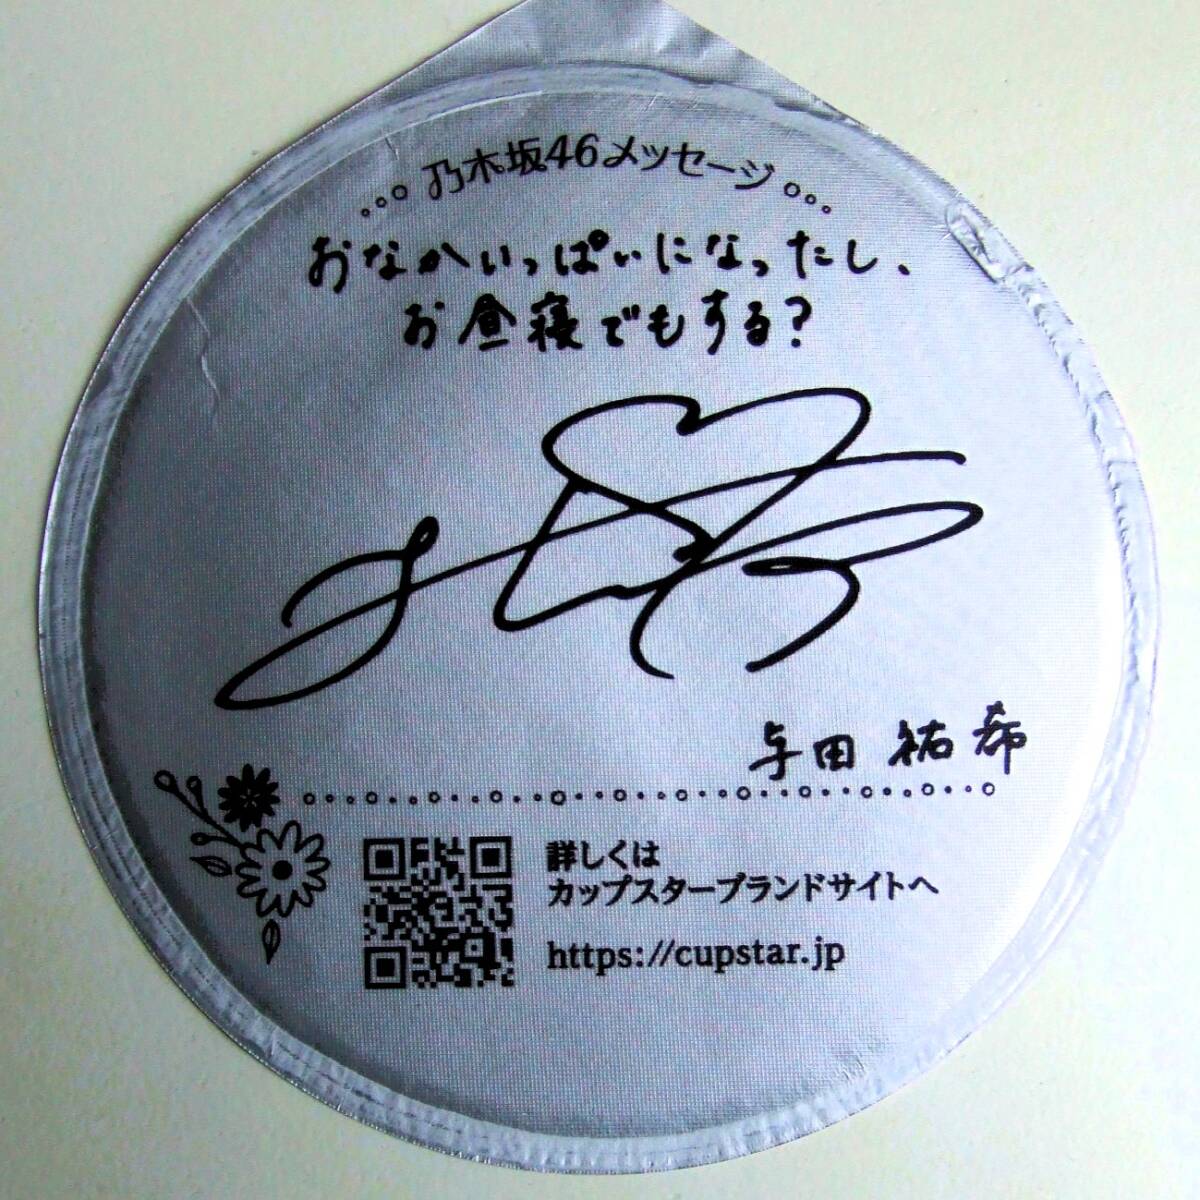 乃木坂46メッセージ
おなかいっぱいになったし、
お昼寝でもする?
与田 祐希
詳しくは
カップスターブランドサイトへ
https://cupstar.jp